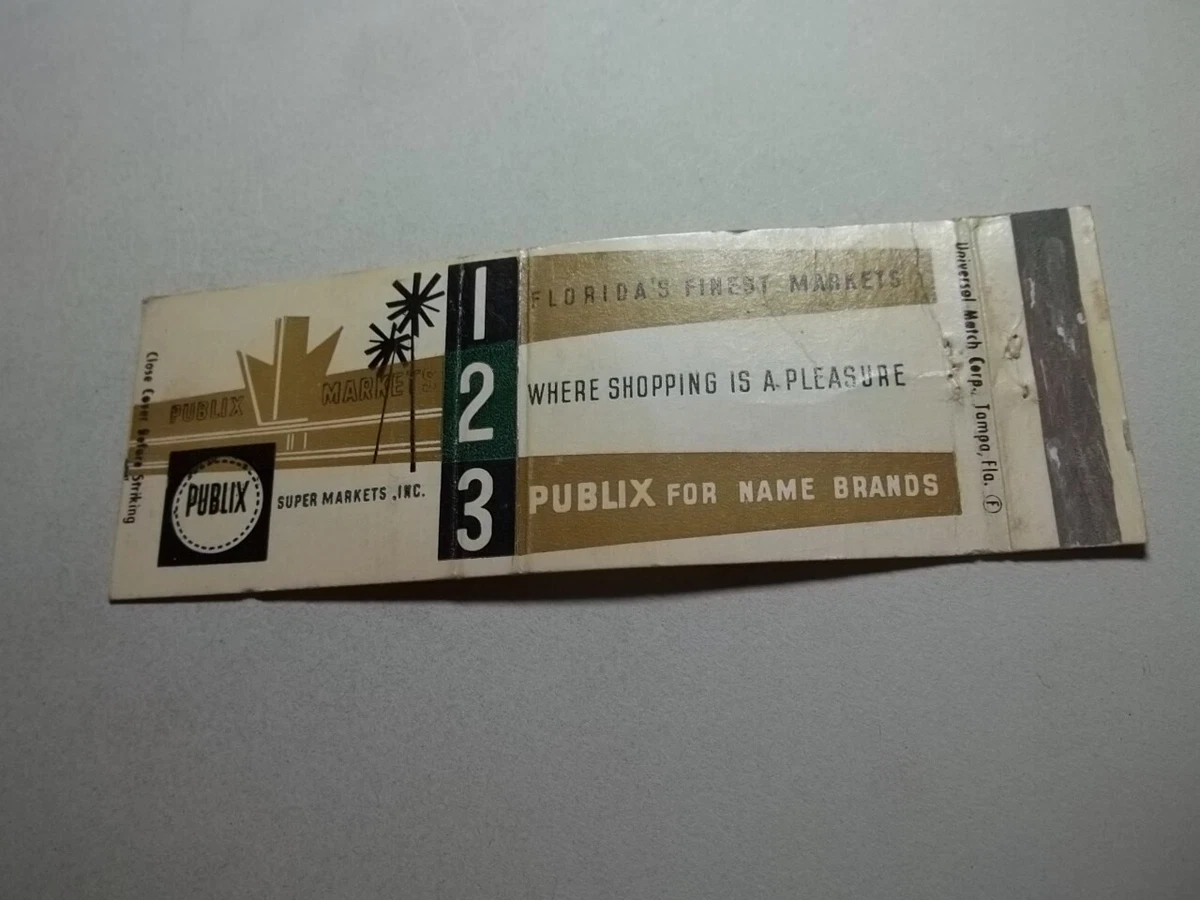 Close Cover Before Striking
PUBLIX
MARKETS
PUBLIX
SUPER MARKETS, INC.
1
FLORIDA'S FINEST MARKETS
2
WHERE SHOPPING IS A PLEASURE
3
PUBLIX FOR NAME BRANDS
Universal Match Corp., Tampa, Fla. F